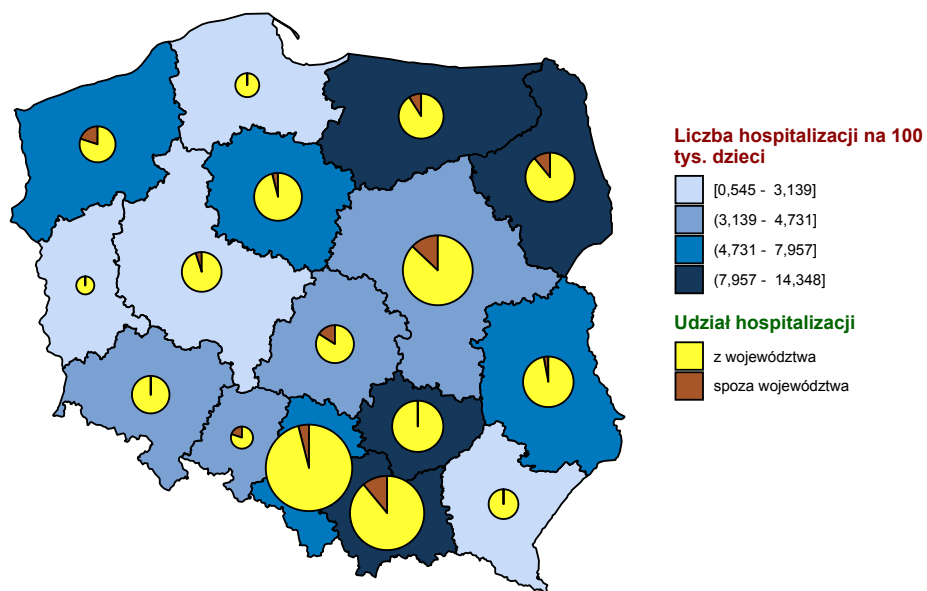 Liczba hospitalizacji na 100
tys. dzieci
[0,545 - 3,139]
(3,139 - 4,731]
(4,731 - 7,957]
(7,957 - 14,348]
Udział hospitalizacji
z województwa
spoza województwa